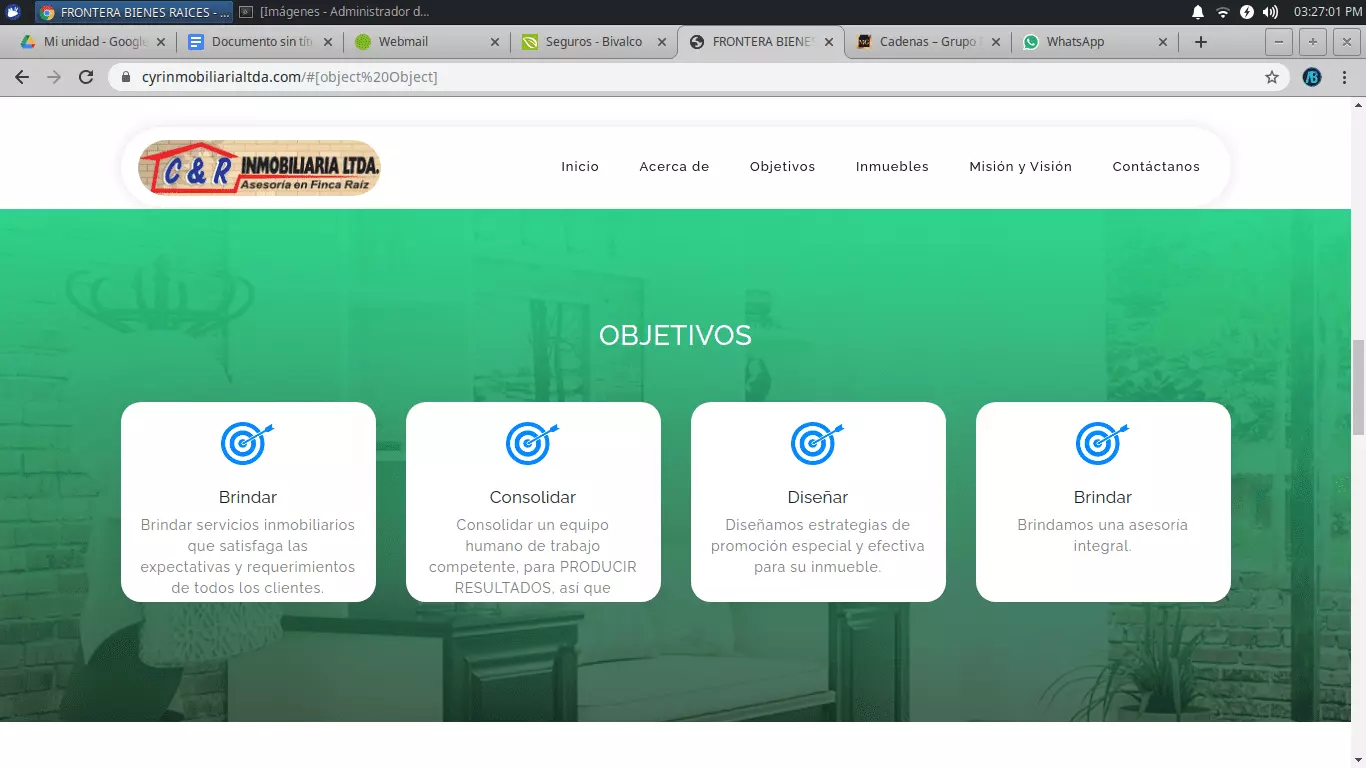 FRONTERA BIENES RAICES - ...
[Imágenes - Administrador d...
03:27:01 PM
Mi unidad - Google
Documento sin tít
Webmail
Seguros - Bivalco
FRONTERA BIENES
Cadenas – Grupo
WhatsApp
cyrinmobiliarialtda.com/#[object%20Object]
C & R INMOBILIARIA LTDA.
Asesoría en Finca Raíz
Inicio
Acerca de
Objetivos
Inmuebles
Misión y Visión
Contáctanos
OBJETIVOS
Brindar
Brindar servicios inmobiliarios
que satisfaga las
expectativas y requerimientos
de todos los clientes.
Consolidar
Consolidar un equipo
humano de trabajo
competente, para PRODUCIR
RESULTADOS, así que
Diseñar
Diseñamos estrategias de
promoción especial y efectiva
para su inmueble.
Brindar
Brindamos una asesoría
integral.